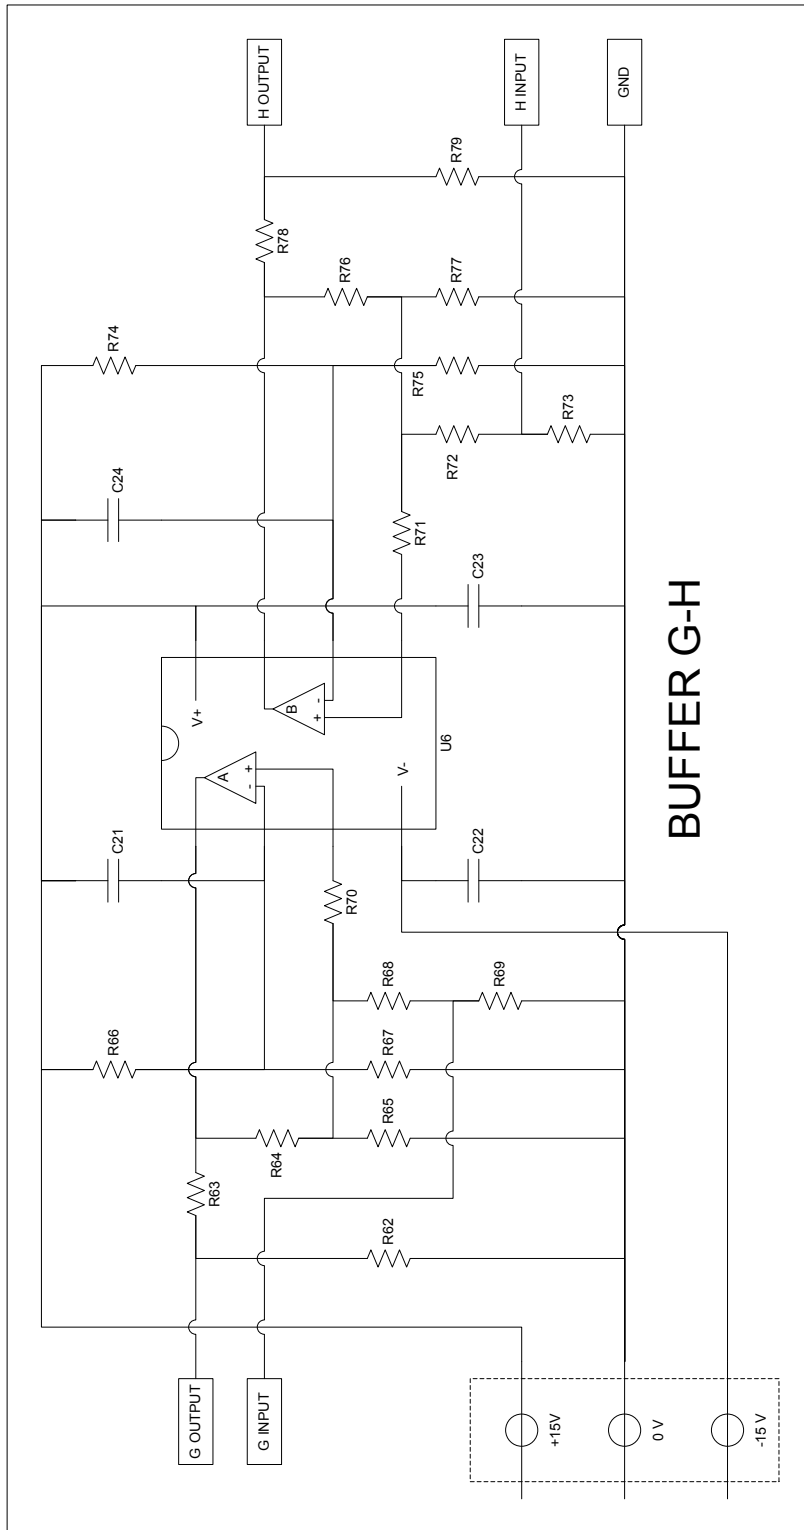 H OUTPUT
H INPUT
GND
R79
R78
R76
R77
R74
R75
R73
R72
C24
R71
C23
V+
B
-
+
U6
A
+
-
V-
BUFFER G-H
C21
C22
R70
R68
R69
R66
R67
R65
R64
R63
R62
G OUTPUT
G INPUT
+15V
0 V
-15 V